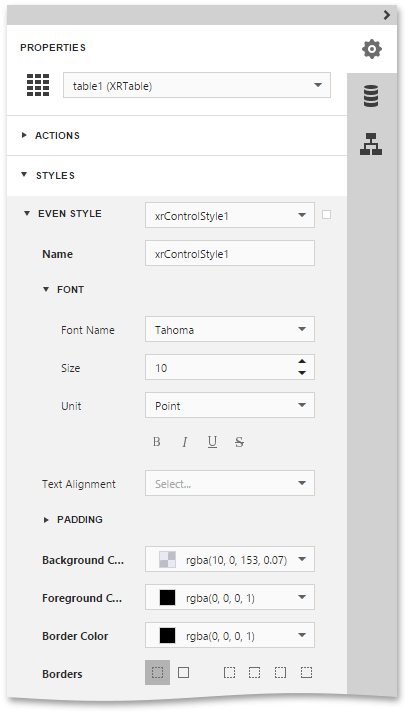 PROPERTIES
table1 (XRTable)
ACTIONS
STYLES
EVEN STYLE xrControlStyle1
Name xrControlStyle1
FONT
Font Name Tahoma
Size 10
Unit Point
B I U S
Text Alignment Select...
PADDING
Background C... rgba(10, 0, 153, 0.07)
Foreground C... rgba(0, 0, 0, 1)
Border Color rgba(0, 0, 0, 1)
Borders